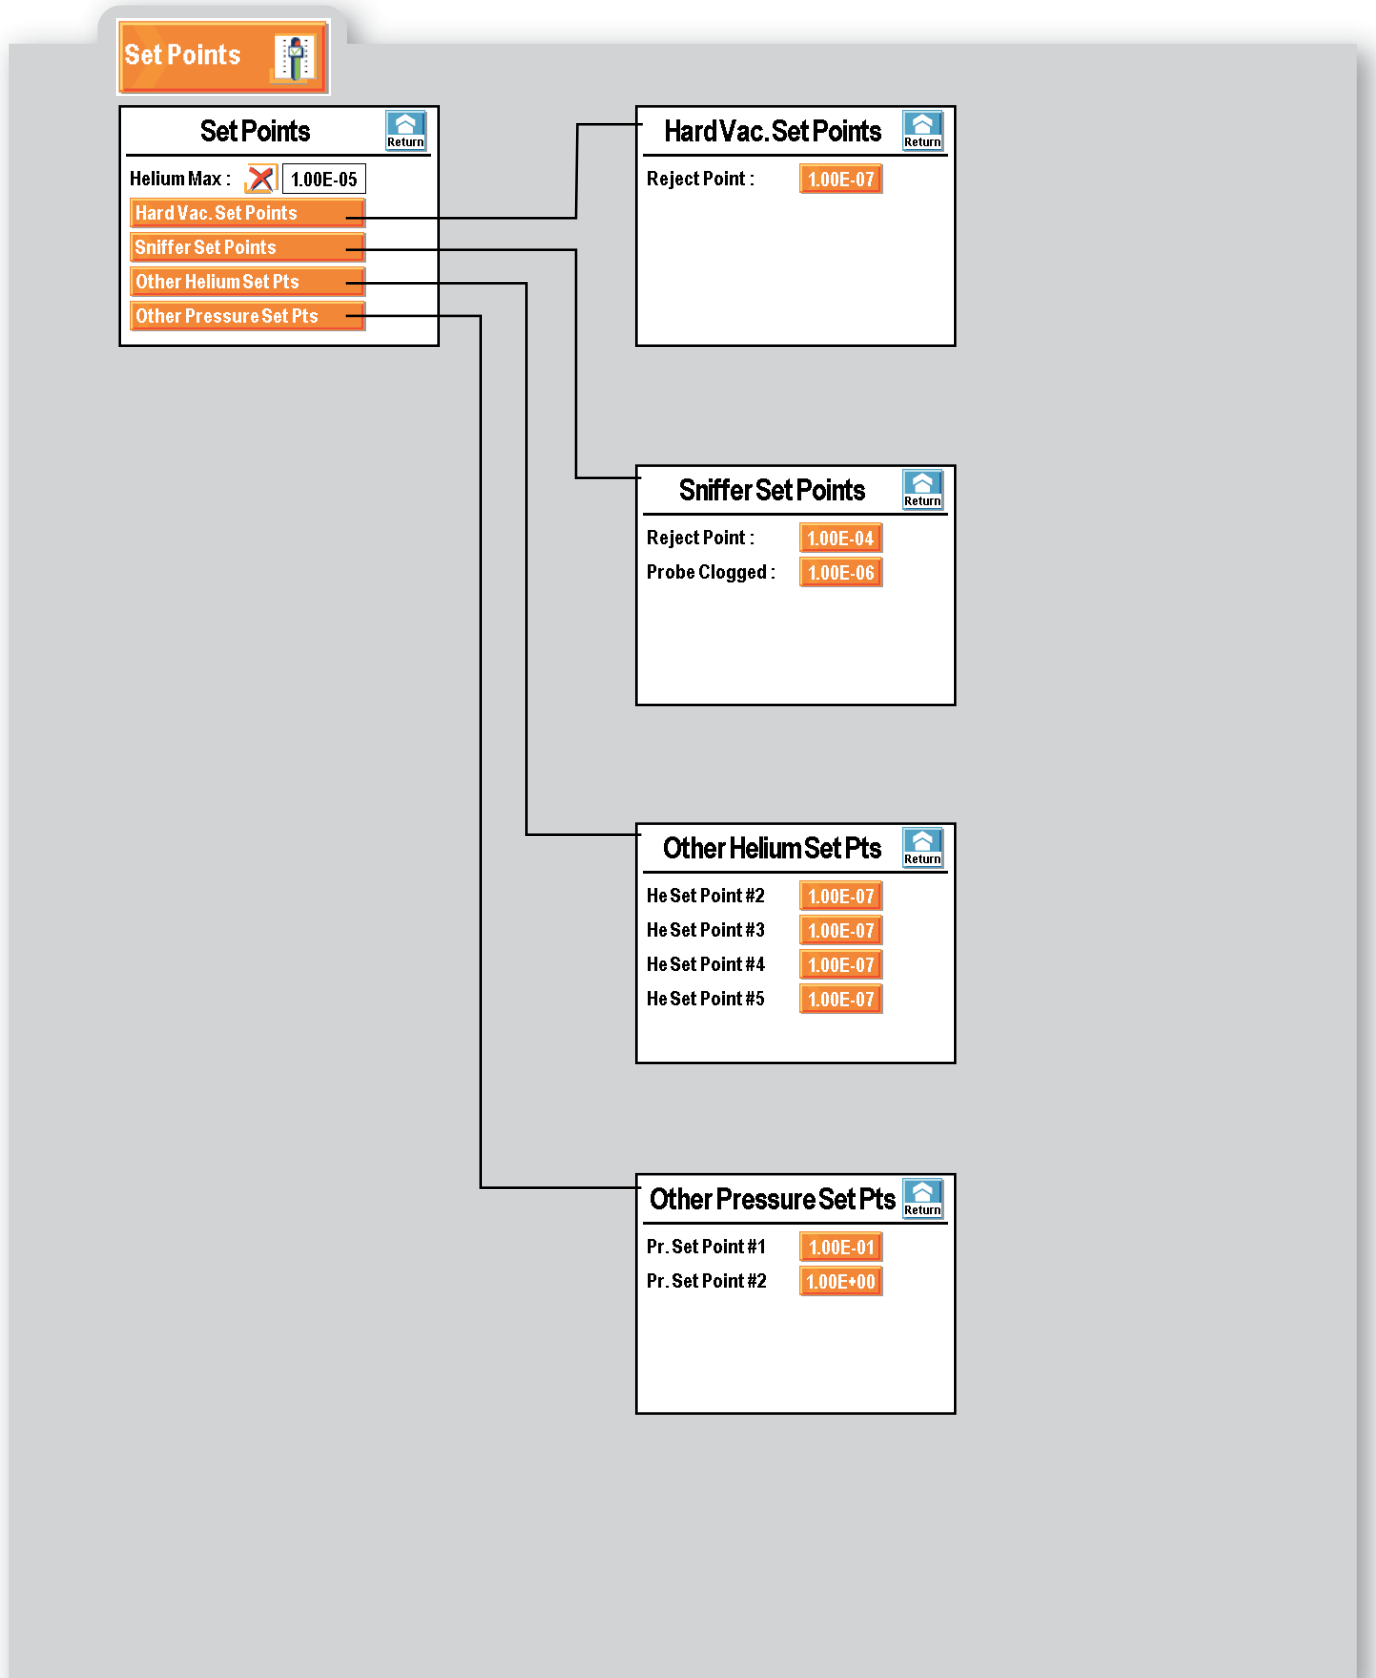 Set Points
Set Points
Return
Helium Max : 1.00E-05
Hard Vac. Set Points
Sniffer Set Points
Other Helium Set Pts
Other Pressure Set Pts
Hard Vac. Set Points
Return
Reject Point : 1.00E-07
Sniffer Set Points
Return
Reject Point : 1.00E-04
Probe Clogged : 1.00E-06
Other Helium Set Pts
Return
He Set Point #2 1.00E-07
He Set Point #3 1.00E-07
He Set Point #4 1.00E-07
He Set Point #5 1.00E-07
Other Pressure Set Pts
Return
Pr. Set Point #1 1.00E-01
Pr. Set Point #2 1.00E+00